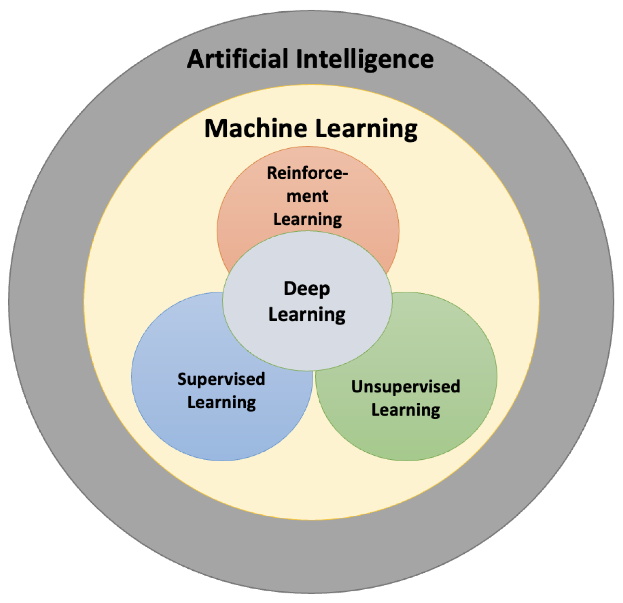 Artificial Intelligence
Machine Learning
Reinforce-
ment
Learning
Deep
Learning
Supervised
Learning
Unsupervised
Learning